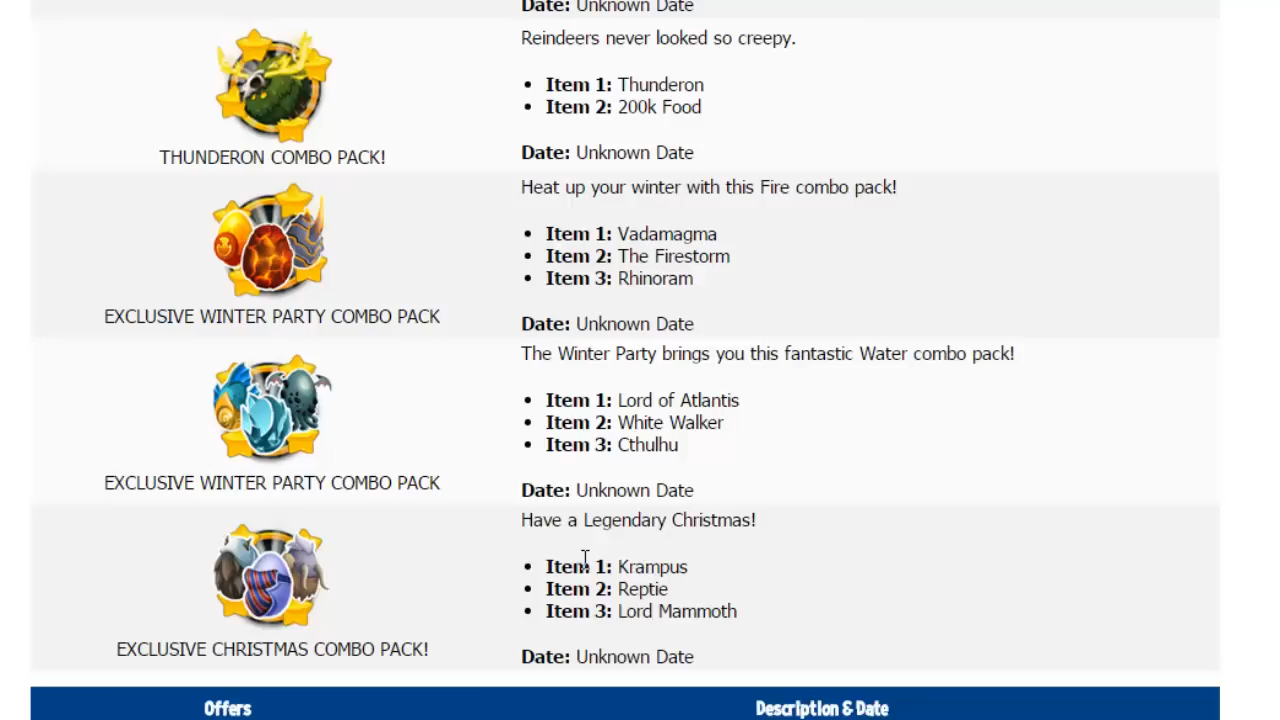 Date: Unknown Date
Reindeers never looked so creepy.
Item 1: Thunderon
Item 2: 200k Food
Date: Unknown Date
THUNDERON COMBO PACK!
Heat up your winter with this Fire combo pack!
Item 1: Vadamagma
Item 2: The Firestorm
Item 3: Rhinoram
EXCLUSIVE WINTER PARTY COMBO PACK
Date: Unknown Date
The Winter Party brings you this fantastic Water combo pack!
Item 1: Lord of Atlantis
Item 2: White Walker
Item 3: Cthulhu
EXCLUSIVE WINTER PARTY COMBO PACK
Date: Unknown Date
Have a Legendary Christmas!
Item 1: Krampus
Item 2: Reptie
Item 3: Lord Mammoth
EXCLUSIVE CHRISTMAS COMBO PACK!
Date: Unknown Date
Offers
Description & Date